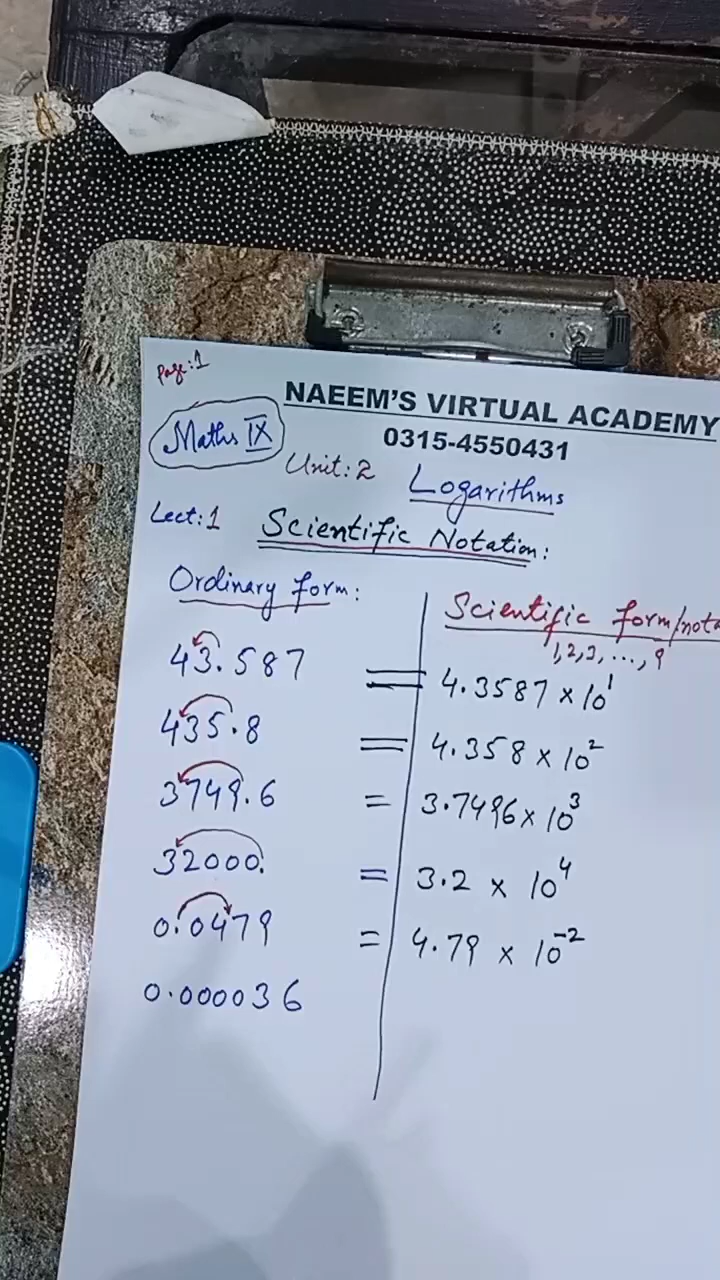 Page:1
NAEEM'S VIRTUAL ACADEMY
Maths IX
0315-4550431
Unit:2 Logarithms
Lect:1 Scientific Notation:
Ordinary form:
Scientific form/nota
1,2,3,...,9
43.587 = 4.3587 × 10¹
435.8 = 4.358 × 10²
3749.6 = 3.7496 × 10³
32000. = 3.2 × 10⁴
0.0479 = 4.79 × 10⁻²
0.000036